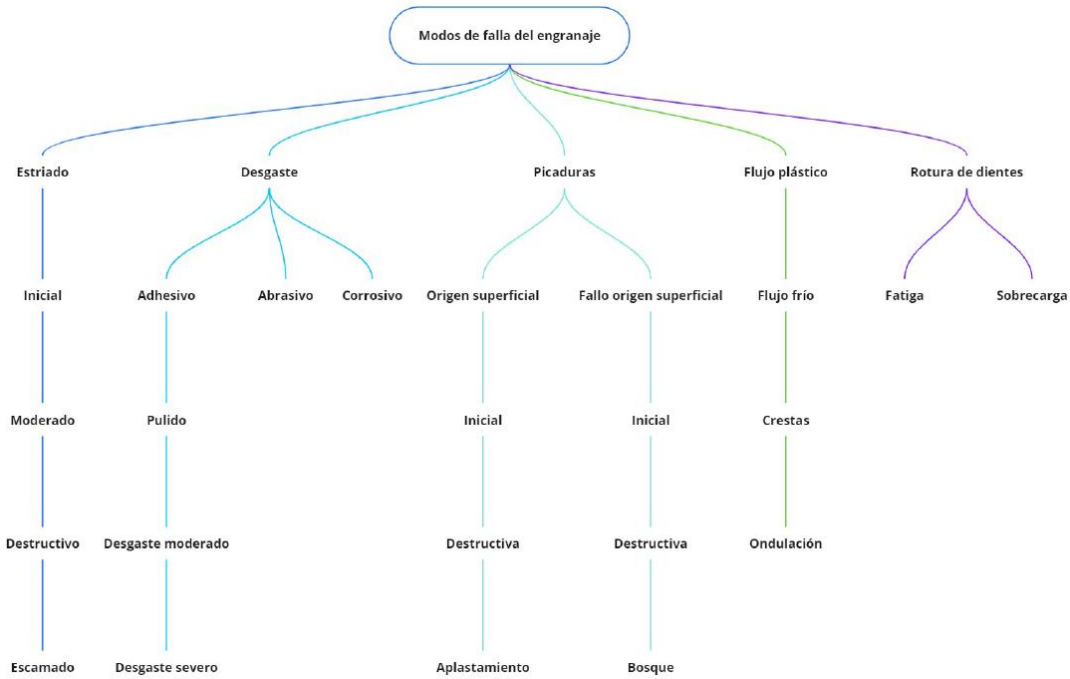 Modos de falla del engranaje
Estriado
Desgaste
Picaduras
Flujo plástico
Rotura de dientes
Inicial
Adhesivo
Abrasivo
Corrosivo
Origen superficial
Fallo origen superficial
Flujo frío
Fatiga
Sobrecarga
Moderado
Pulido
Inicial
Inicial
Crestas
Destructivo
Desgaste moderado
Destructiva
Destructiva
Ondulación
Escamado
Desgaste severo
Aplastamiento
Bosque